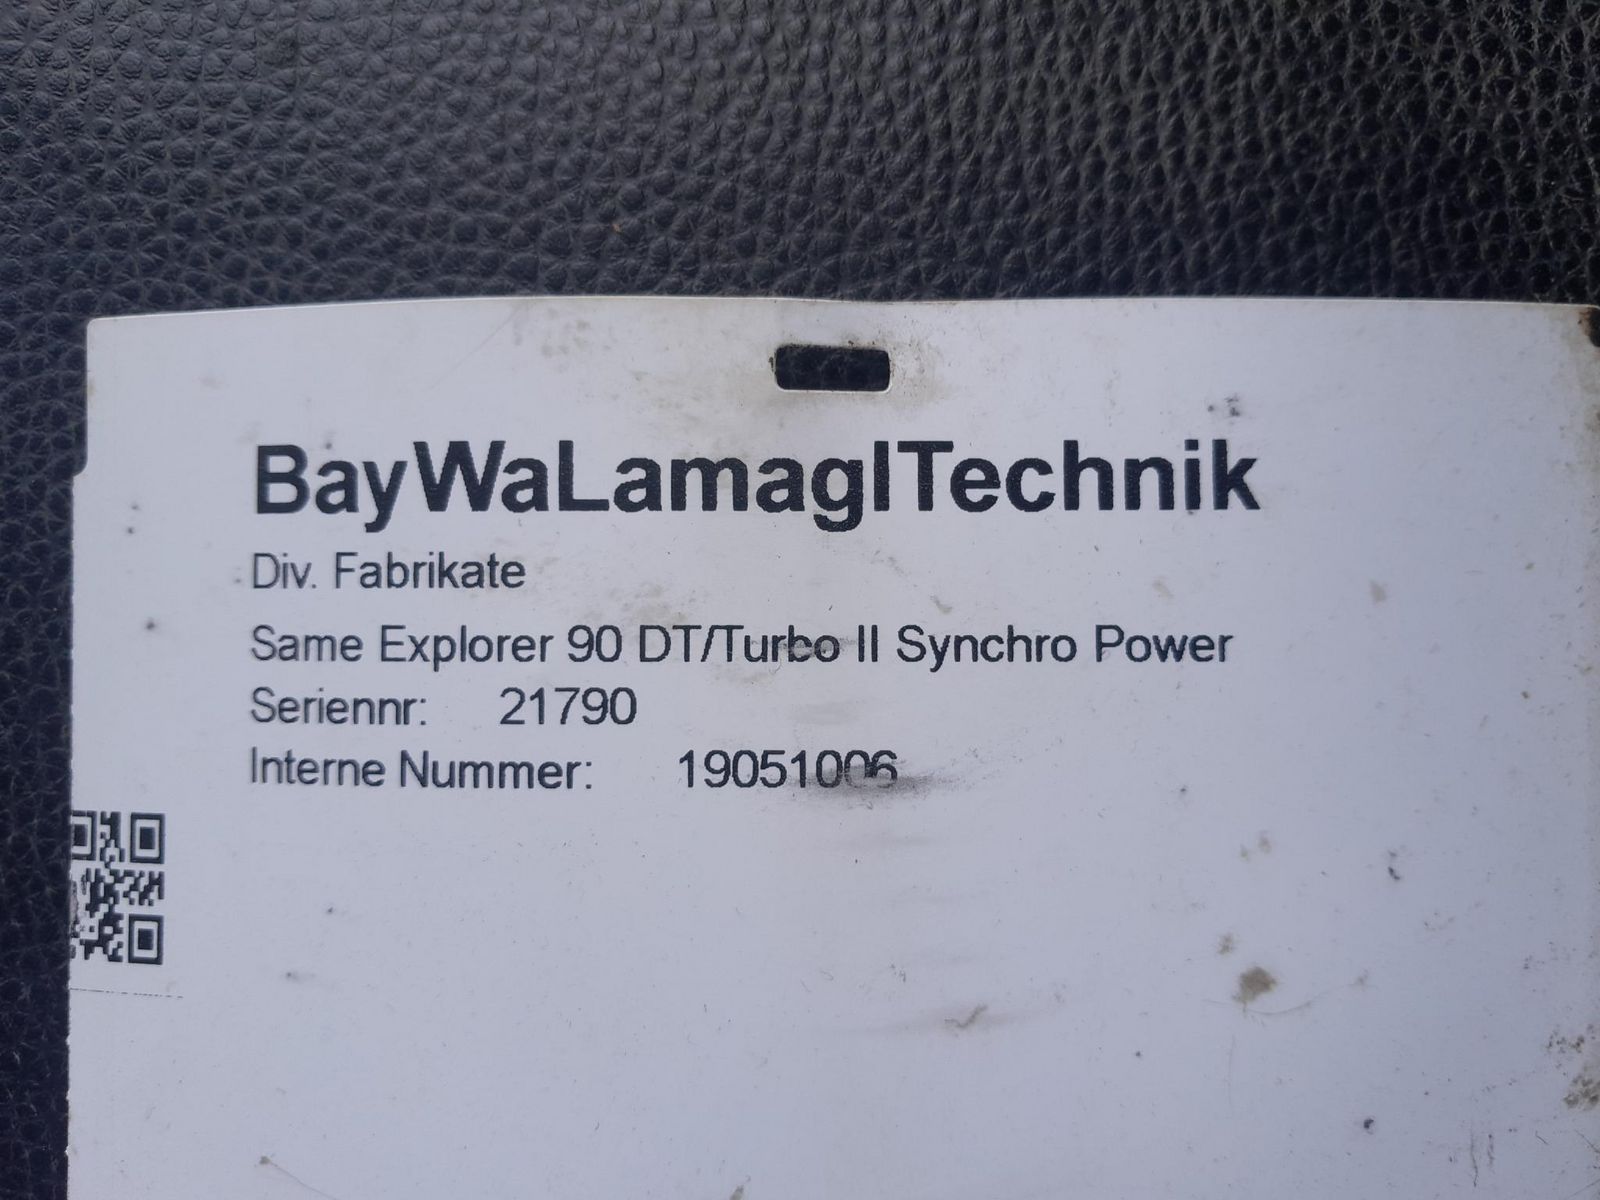 BayWaLamaglTechnik
Div. Fabrikate
Same Explorer 90 DT/Turbo II Synchro Power
Seriennr: 21790
Interne Nummer: 19051006